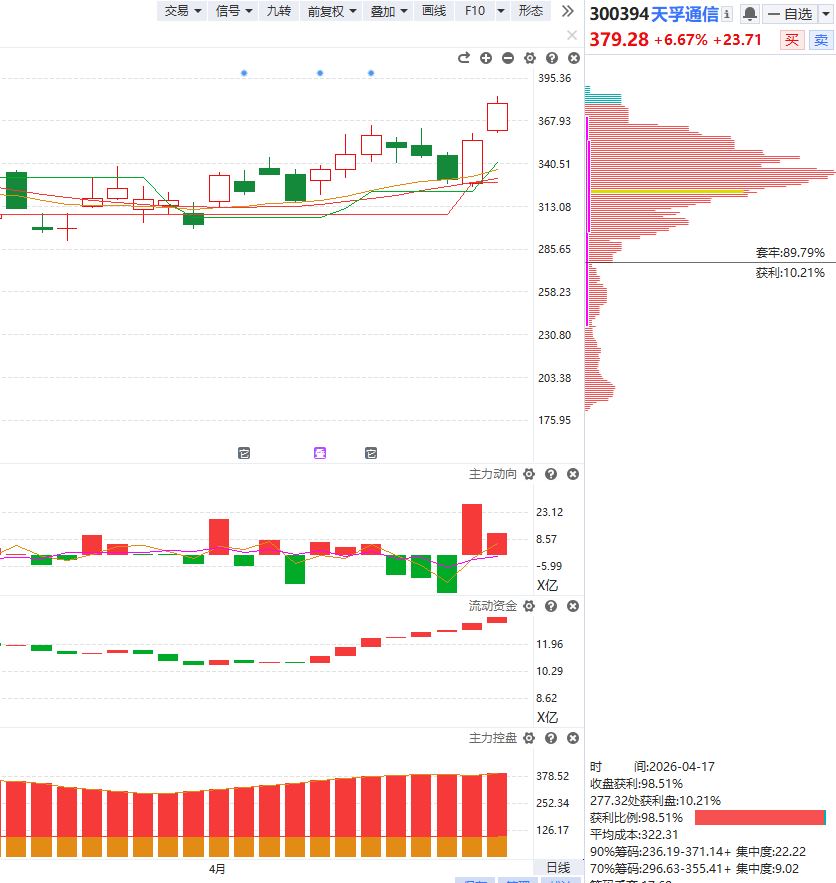 交易 信号 九转 前复权 叠加 画线 F10 形态
300394 天孚通信 自选
379.28 +6.67% +23.71 买 卖
395.36
367.93
340.51
313.08
285.65
258.23
230.80
203.38
175.95
套牢:89.79%
获利:10.21%
主力动向
23.12
8.57
-5.99
X亿
流动资金
11.96
10.29
8.62
X亿
主力控盘
378.52
252.34
126.17
4月
日线
时 间:2026-04-17
收盘获利:98.51%
277.32处获利盘:10.21%
获利比例:98.51%
平均成本:322.31
90%筹码:236.19-371.14+ 集中度:22.22
70%筹码:296.63-355.41+ 集中度:9.02